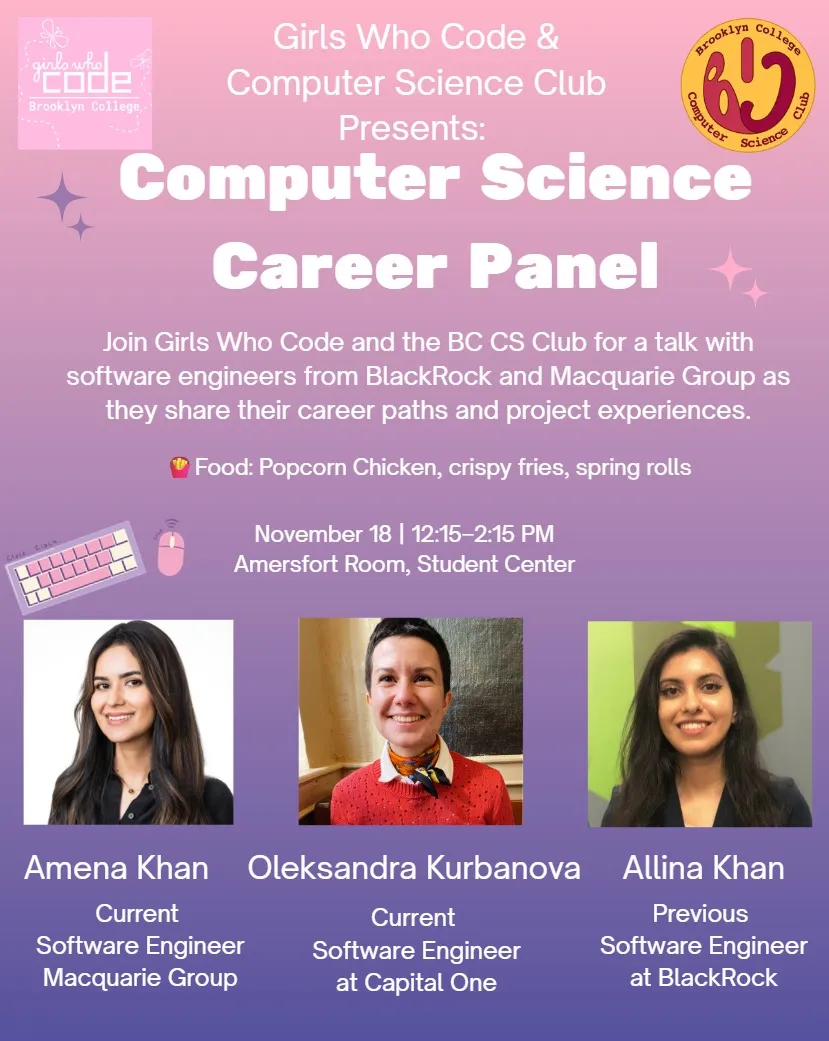 girls who
code
Brooklyn College
Girls Who Code &
Computer Science Club
Presents:
Brooklyn College
Computer Science Club
Computer Science
Career Panel
Join Girls Who Code and the BC CS Club for a talk with
software engineers from BlackRock and Macquarie Group as
they share their career paths and project experiences.
Food: Popcorn Chicken, crispy fries, spring rolls
November 18 | 12:15–2:15 PM
Amersfort Room, Student Center
Amena Khan
Current
Software Engineer
Macquarie Group
Oleksandra Kurbanova
Current
Software Engineer
at Capital One
Allina Khan
Previous
Software Engineer
at BlackRock